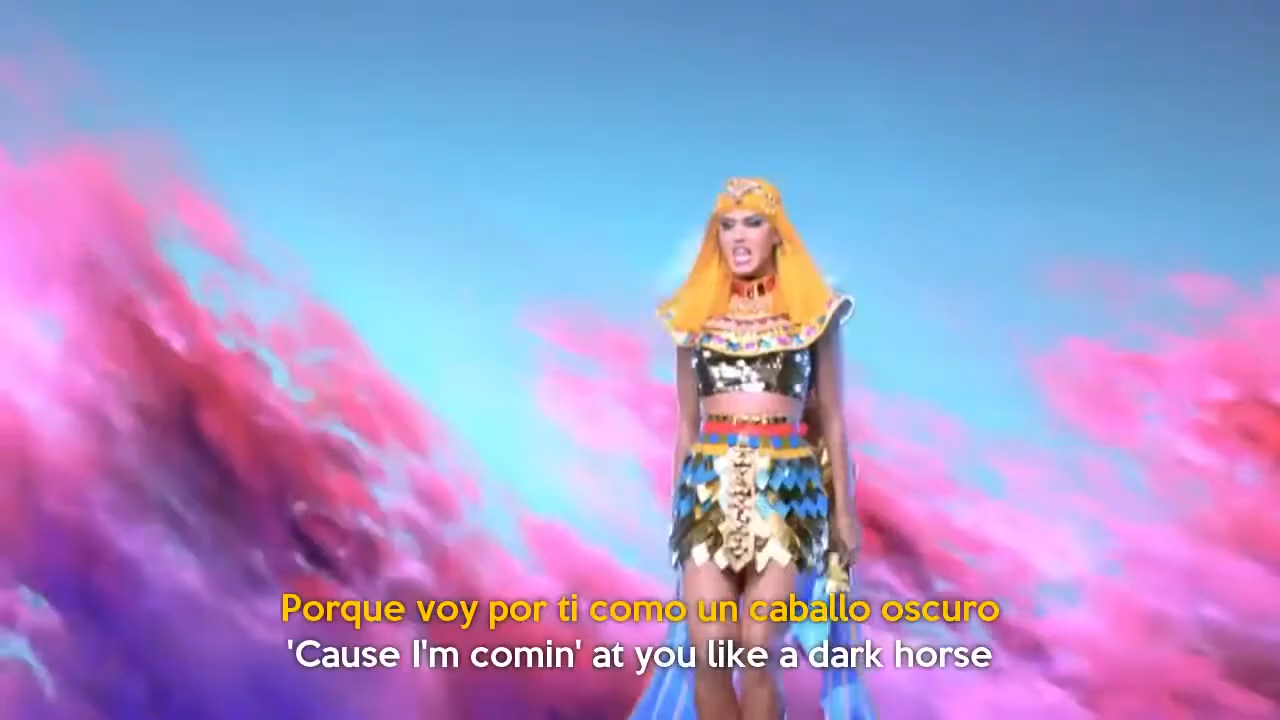 Porque voy por ti como un caballo oscuro
'Cause I'm comin' at you like a dark horse